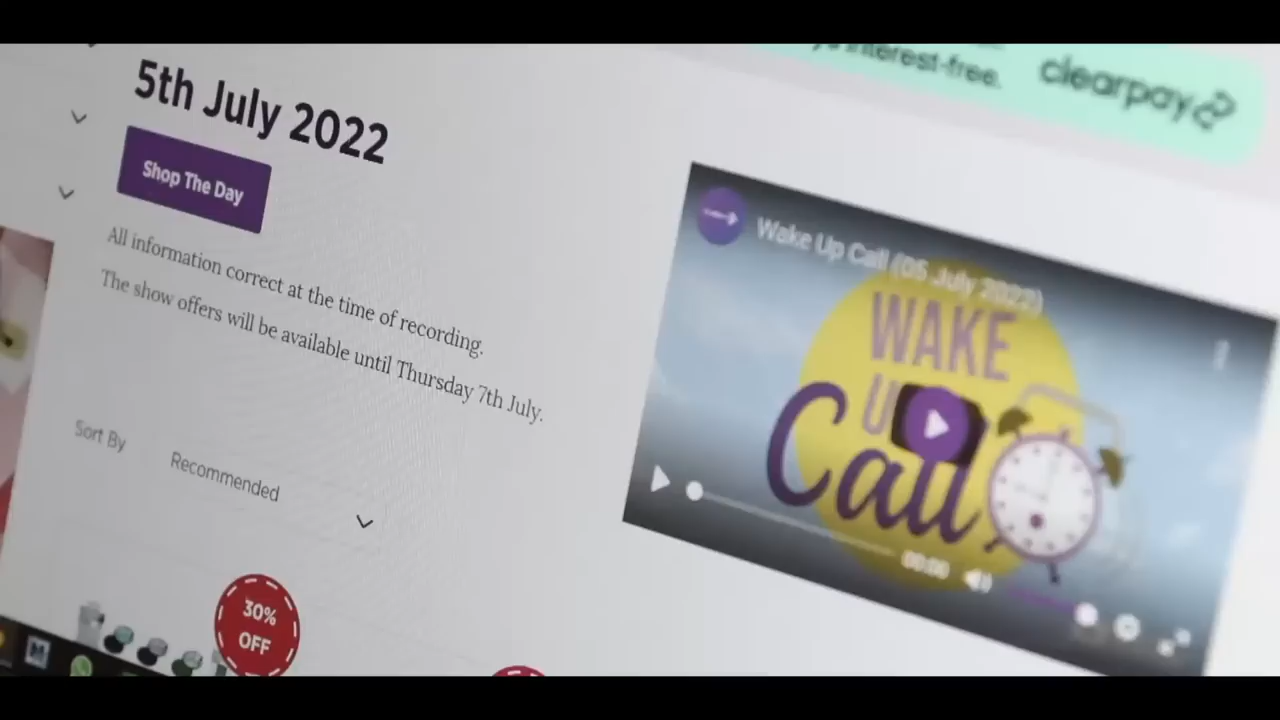 5th July 2022
Shop The Day
All information correct at the time of recording.
The show offers will be available until Thursday 7th July.
Sort By
Recommended
30%
OFF
interest-free.
clearpay
Wake Up Call (05 July 2022)
WAKE
Call
00:00